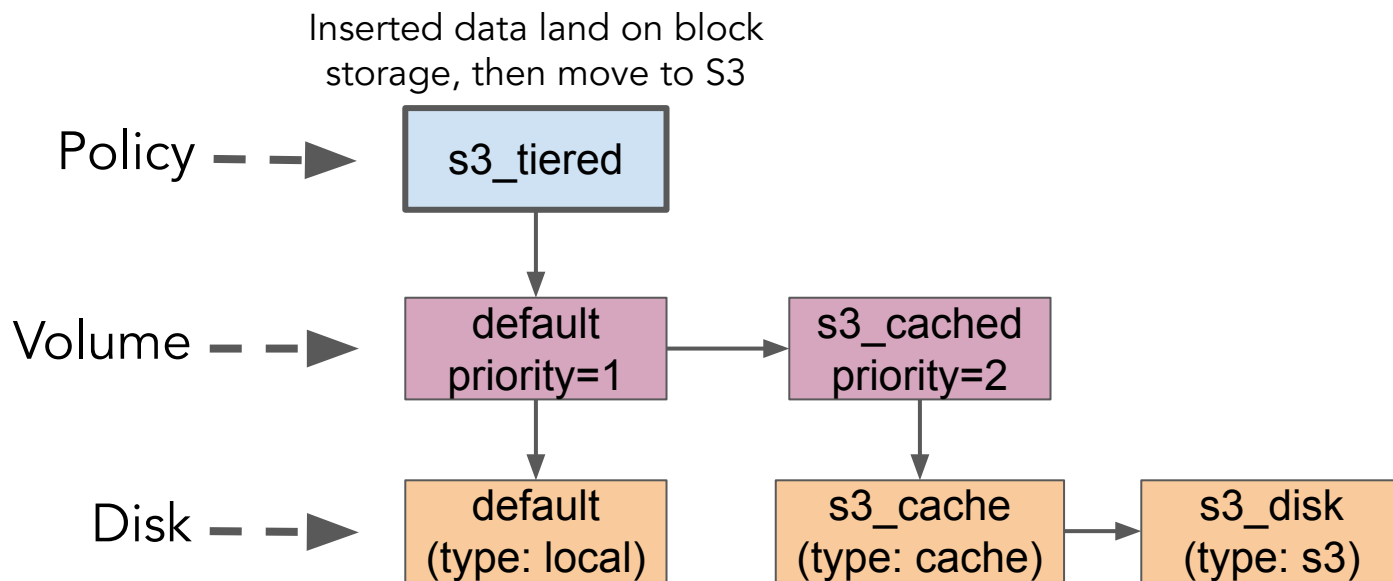 Inserted data land on block
storage, then move to S3
Policy
s3_tiered
Volume
default
priority=1
s3_cached
priority=2
Disk
default
(type: local)
s3_cache
(type: cache)
s3_disk
(type: s3)